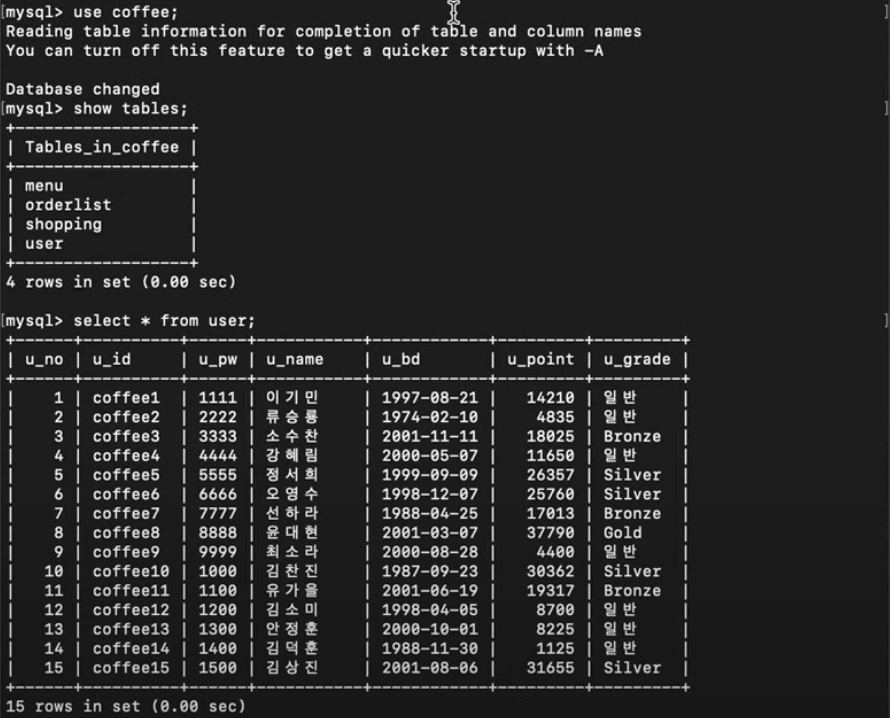 [mysql> use coffee; ]
Reading table information for completion of table and column names
You can turn off this feature to get a quicker startup with -A

Database changed
[mysql> show tables; ]
+------------------+
| Tables_in_coffee |
+------------------+
| menu             |
| orderlist        |
| shopping         |
| user             |
+------------------+
4 rows in set (0.00 sec)

[mysql> select * from user; ]
+------+----------+------+-----------+------------+---------+---------+
| u_no | u_id     | u_pw | u_name    | u_bd       | u_point | u_grade |
+------+----------+------+-----------+------------+---------+---------+
|    1 | coffee1  | 1111 | 이기민    | 1997-08-21 |   14210 | 일반    |
|    2 | coffee2  | 2222 | 류승룡    | 1974-02-10 |    4835 | 일반    |
|    3 | coffee3  | 3333 | 소수찬    | 2001-11-11 |   18025 | Bronze  |
|    4 | coffee4  | 4444 | 강혜림    | 2000-05-07 |   11650 | 일반    |
|    5 | coffee5  | 5555 | 정서희    | 1999-09-09 |   26357 | Silver  |
|    6 | coffee6  | 6666 | 오영수    | 1998-12-07 |   25760 | Silver  |
|    7 | coffee7  | 7777 | 선하라    | 1988-04-25 |   17013 | Bronze  |
|    8 | coffee8  | 8888 | 윤대현    | 2001-03-07 |   37790 | Gold    |
|    9 | coffee9  | 9999 | 최소라    | 2000-08-28 |    4400 | 일반    |
|   10 | coffee10 | 1000 | 김찬진    | 1987-09-23 |   30362 | Silver  |
|   11 | coffee11 | 1100 | 유가을    | 2001-06-19 |   19317 | Bronze  |
|   12 | coffee12 | 1200 | 김소미    | 1998-04-05 |    8700 | 일반    |
|   13 | coffee13 | 1300 | 안정훈    | 2000-10-01 |    8225 | 일반    |
|   14 | coffee14 | 1400 | 김덕훈    | 1988-11-30 |    1125 | 일반    |
|   15 | coffee15 | 1500 | 김상진    | 2001-08-06 |   31655 | Silver  |
+------+----------+------+-----------+------------+---------+---------+
15 rows in set (0.00 sec)